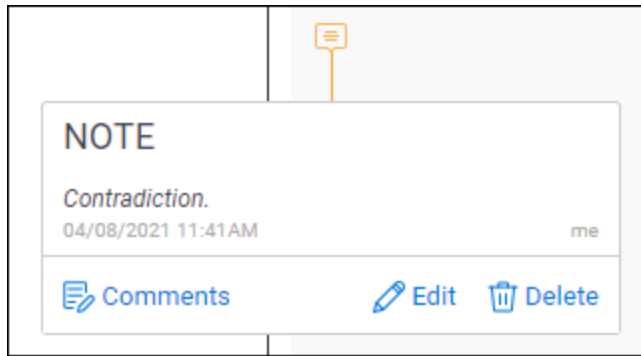 NOTE
Contradiction.
04/08/2021 11:41AM me
Comments Edit Delete